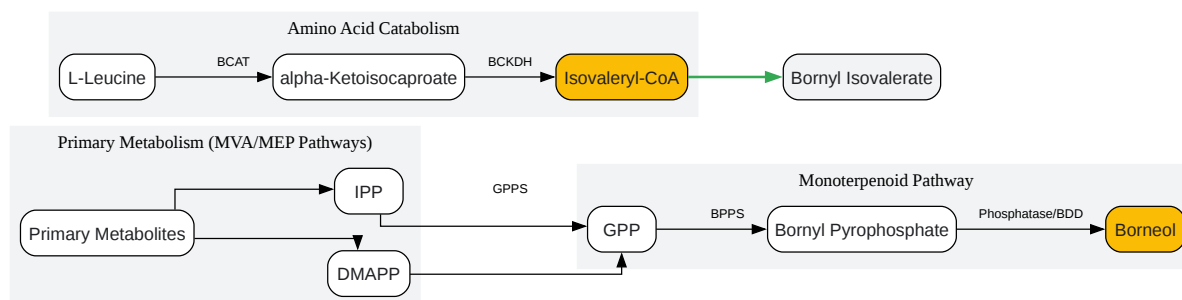 Amino Acid Catabolism
L-Leucine
BCAT
alpha-Ketoisocaproate
BCKDH
Isovaleryl-CoA
Bornyl Isovalerate
Primary Metabolism (MVA/MEP Pathways)
Primary Metabolites
IPP
DMAPP
GPPS
Monoterpenoid Pathway
GPP
BPPS
Bornyl Pyrophosphate
Phosphatase/BDD
Borneol